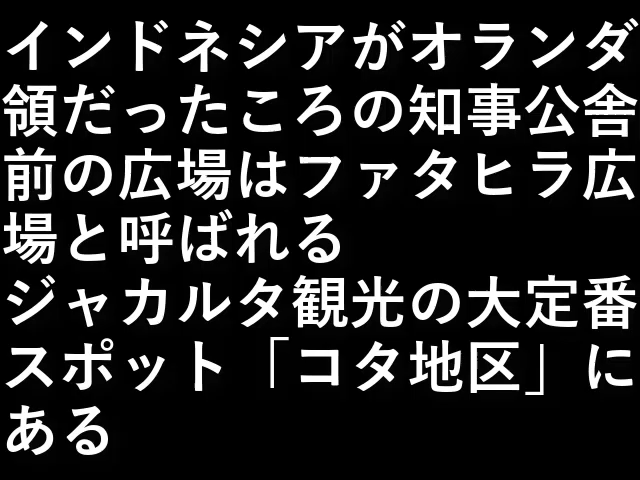 インドネシアがオランダ
領だったころの知事公舎
前の広場はファタヒラ広
場と呼ばれる
ジャカルタ観光の大定番
スポット「コタ地区」に
ある